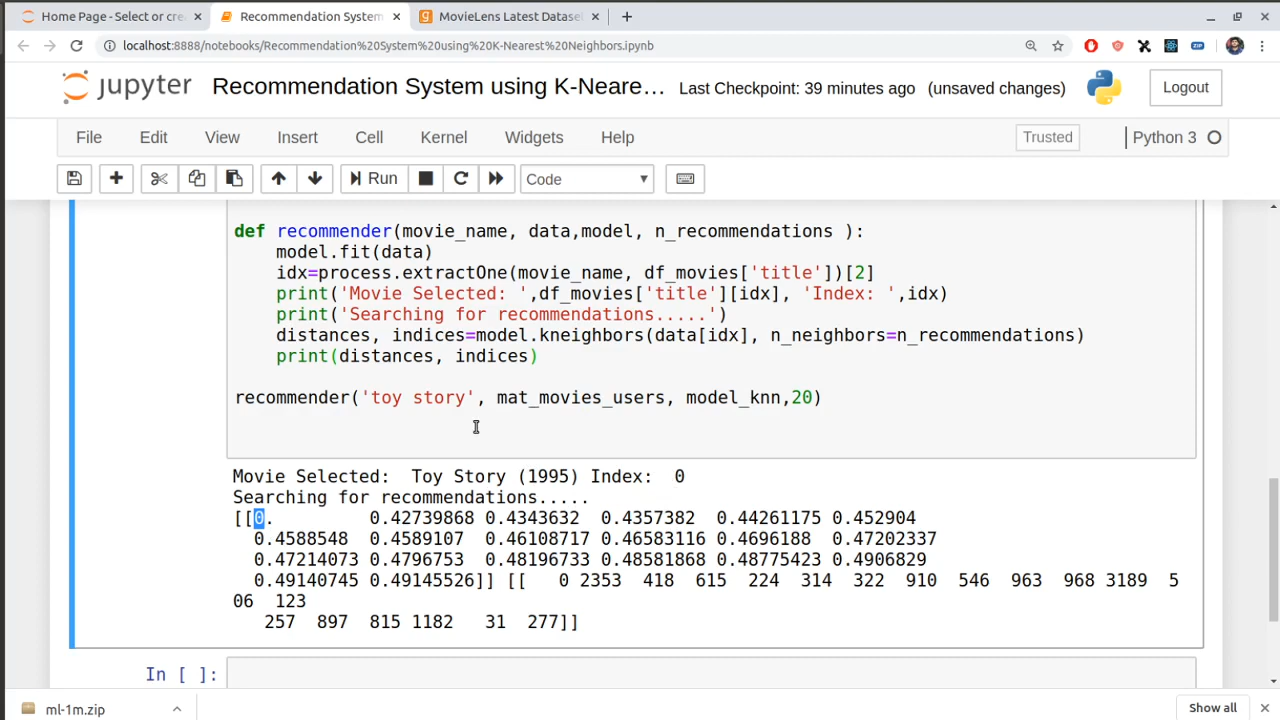 Home Page - Select or cre
Recommendation System
MovieLens Latest Datase
localhost:8888/notebooks/Recommendation%20System%20using%20K-Nearest%20Neighbors.ipynb
jupyter Recommendation System using K-Neare... Last Checkpoint: 39 minutes ago (unsaved changes) Logout
File Edit View Insert Cell Kernel Widgets Help Trusted Python 3
Run Code
def recommender(movie_name, data,model, n_recommendations ):
    model.fit(data)
    idx=process.extractOne(movie_name, df_movies['title'])[2]
    print('Movie Selected: ',df_movies['title'][idx], 'Index: ',idx)
    print('Searching for recommendations.....')
    distances, indices=model.kneighbors(data[idx], n_neighbors=n_recommendations)
    print(distances, indices)
recommender('toy story', mat_movies_users, model_knn,20)
Movie Selected:  Toy Story (1995) Index:  0
Searching for recommendations.....
[[0.         0.42739868 0.4343632  0.4357382  0.44261175 0.452904
  0.4588548  0.4589107  0.46108717 0.46583116 0.4696188  0.47202337
  0.47214073 0.4796753  0.48196733 0.48581868 0.48775423 0.4906829
  0.49140745 0.49145526]] [[   0 2353  418  615  224  314  322  910  546  963  968 3189  5
06  123
   257  897  815 1182   31  277]]
In [ ]:
ml-1m.zip
Show all